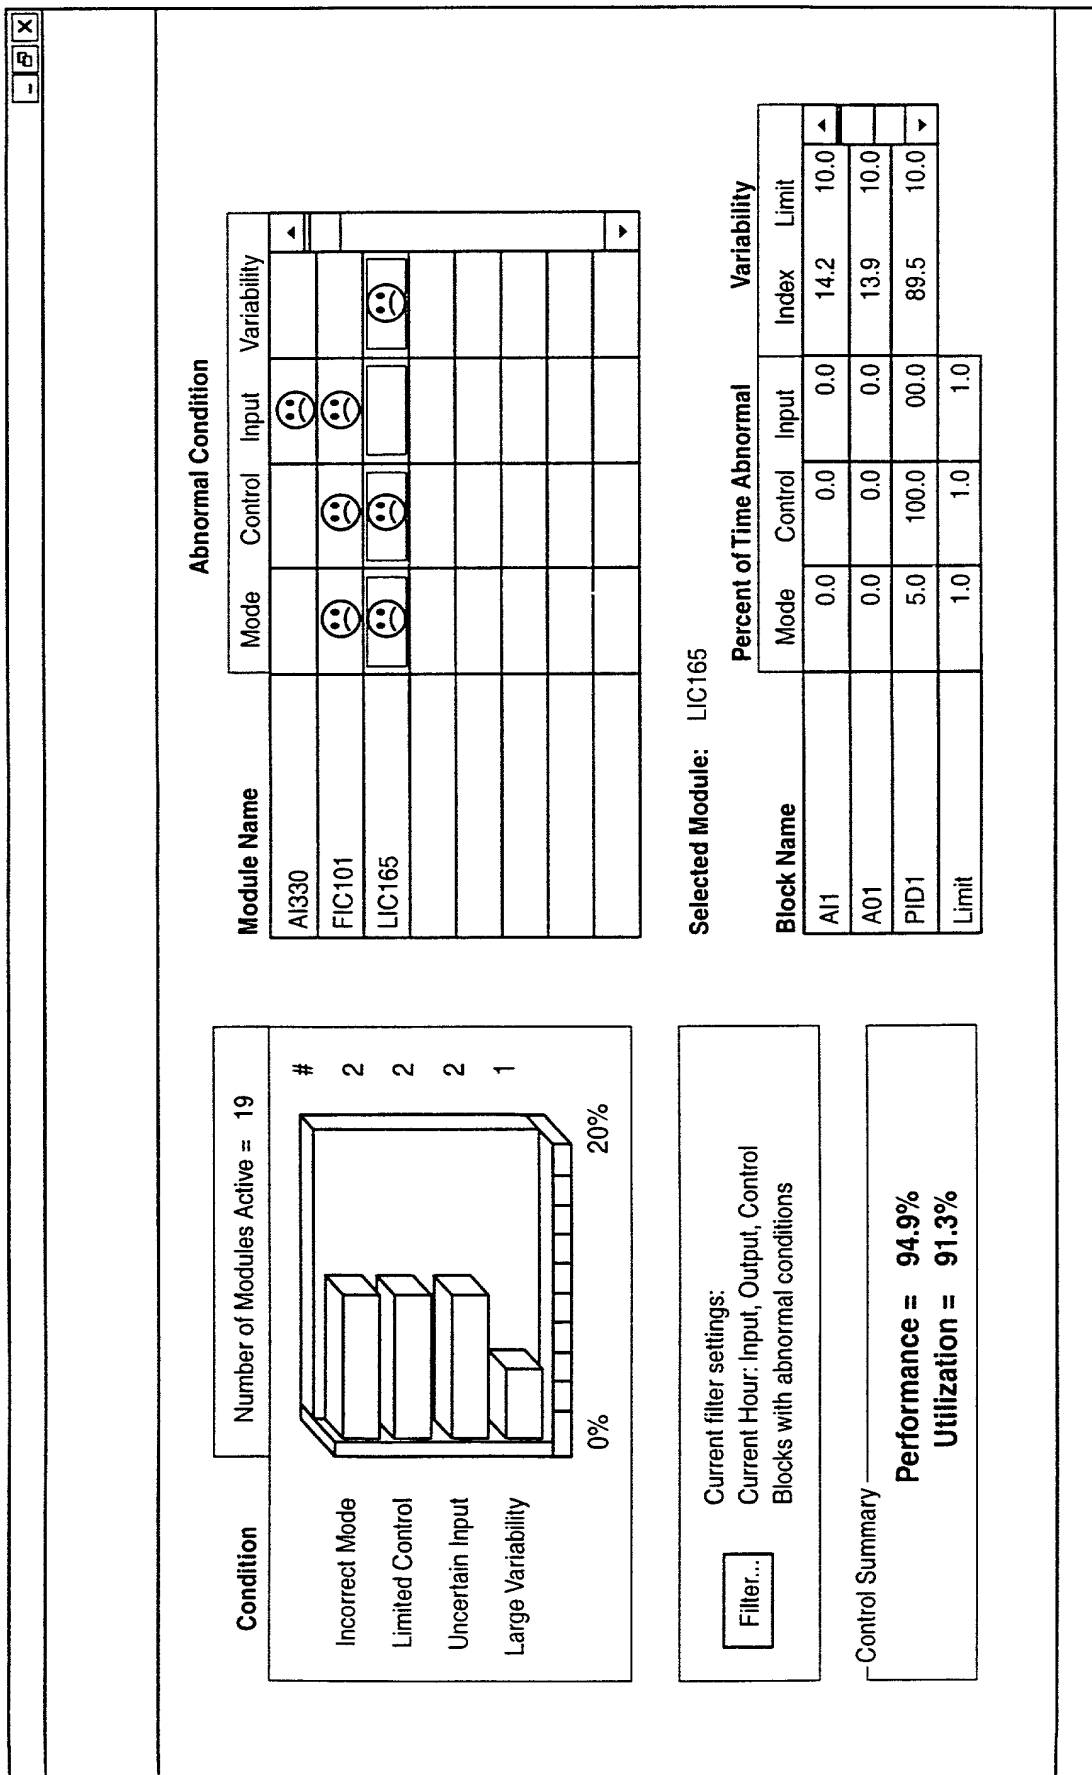 Condition
Number of Modules Active = 19
#
Incorrect Mode 2
Limited Control 2
Uncertain Input 2
Large Variability 1
0% 20%
Filter...
Current filter settings:
Current Hour: Input, Output, Control
Blocks with abnormal conditions
Control Summary
Performance = 94.9%
Utilization = 91.3%
Abnormal Condition
Module Name Mode Control Input Variability
AI330
FIC101
LIC165
Selected Module: LIC165
Percent of Time Abnormal Variability
Block Name Mode Control Input Index Limit
AI1 0.0 0.0 0.0 14.2 10.0
A01 0.0 0.0 0.0 13.9 10.0
PID1 5.0 100.0 00.0 89.5 10.0
Limit 1.0 1.0 1.0